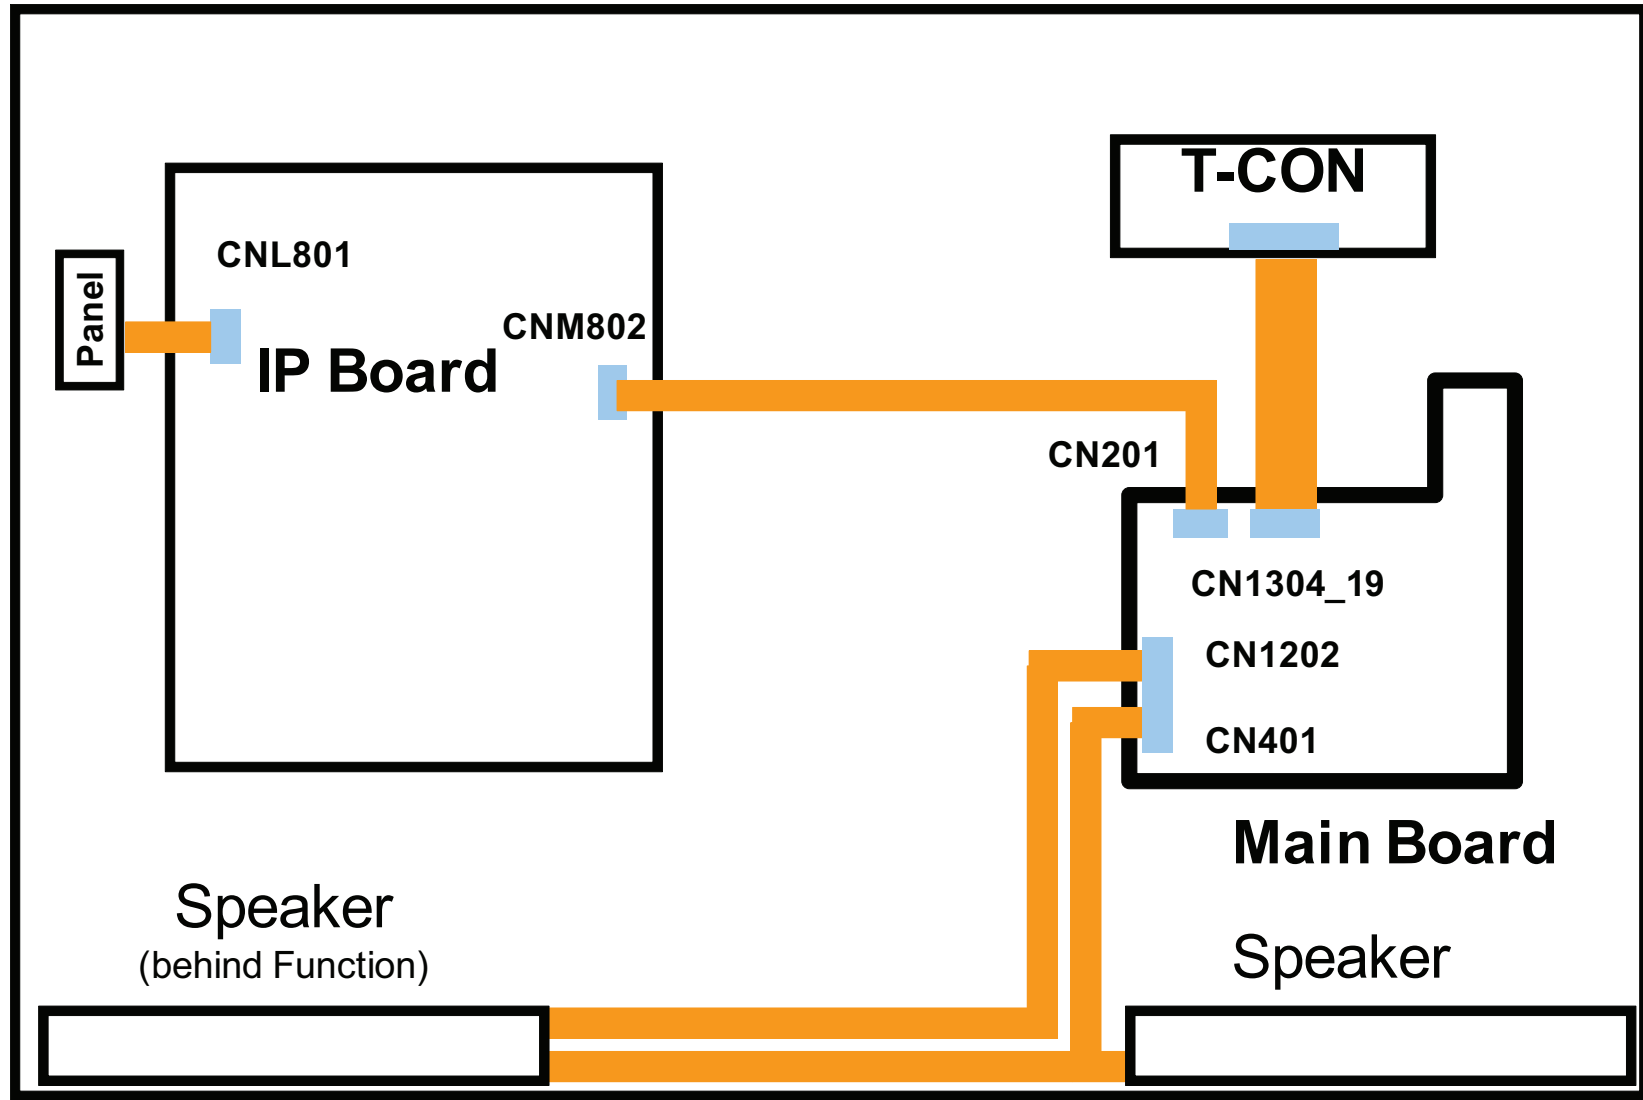 T-CON
CNL801
Panel
CNM802
IP Board
CN201
CN1304_19
CN1202
CN401
Main Board
Speaker
(behind Function)
Speaker